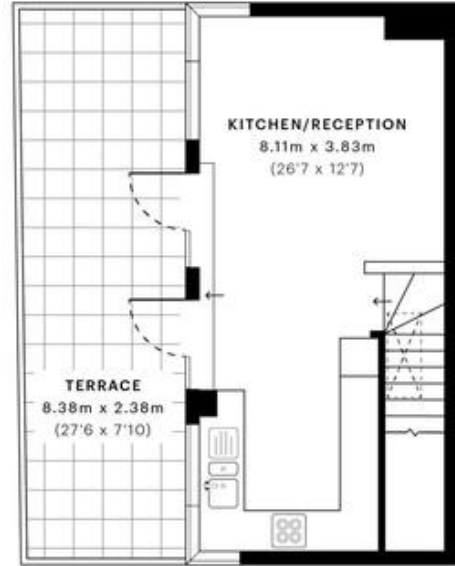 KITCHEN/RECEPTION
8.11m x 3.83m
(26'7 x 12'7)
TERRACE
8.38m x 2.38m
(27'6 x 7'10)